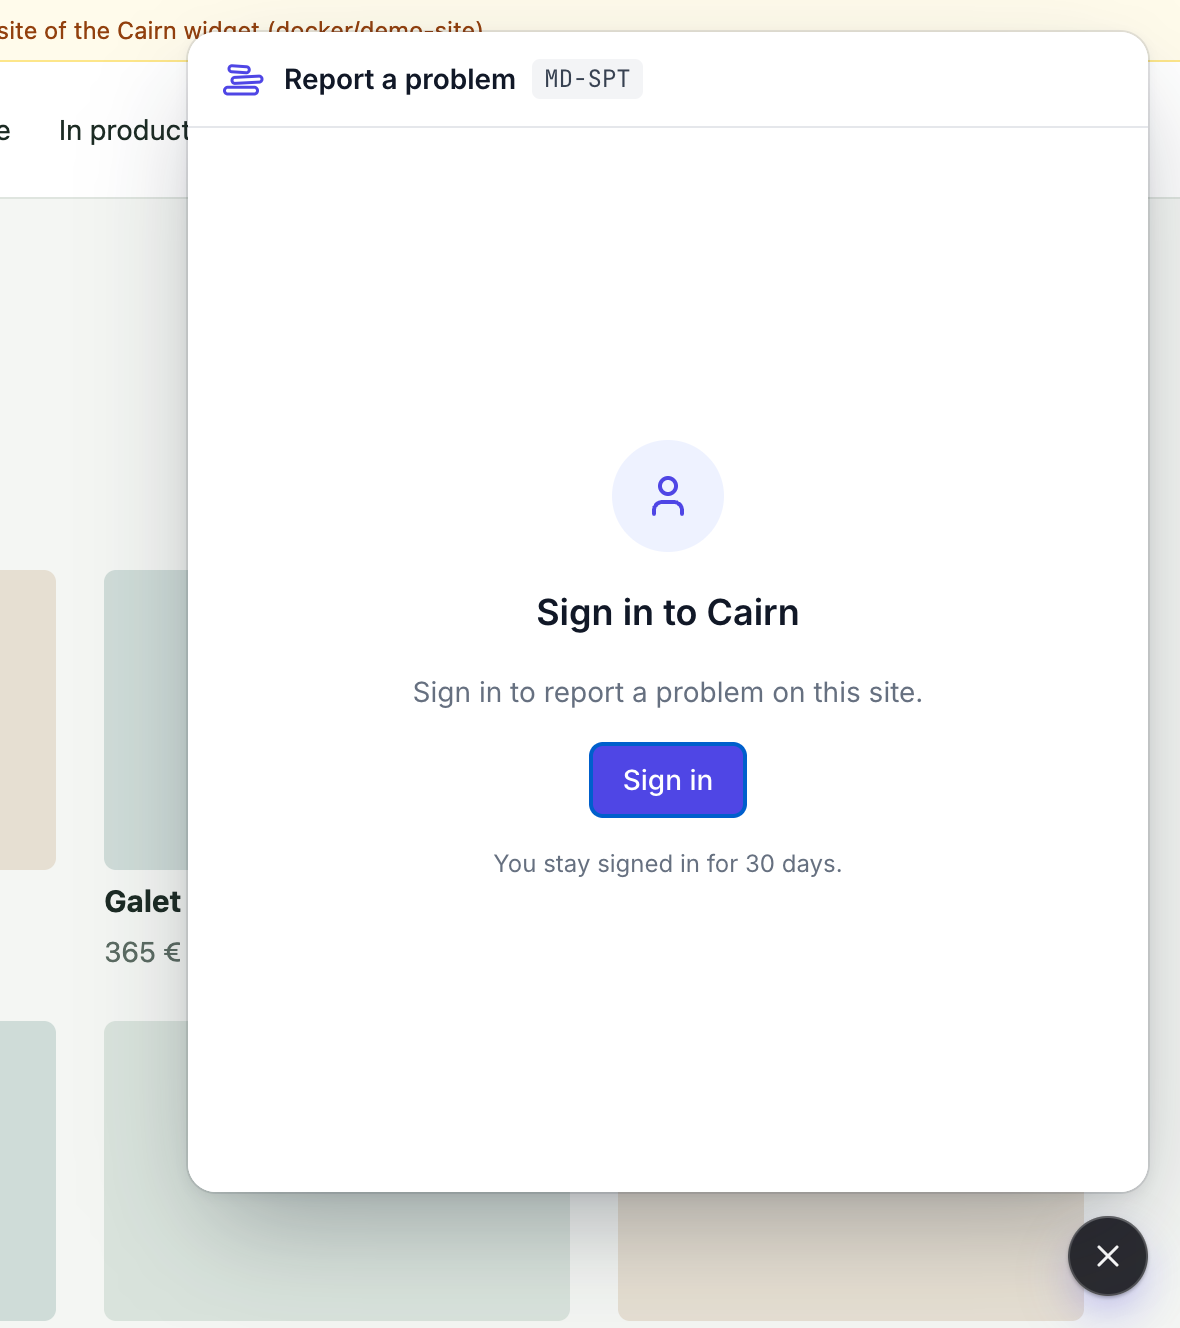 site of the Cairn widget (docker/demo-site)
Report a problem MD-SPT
e In product
Sign in to Cairn
Sign in to report a problem on this site.
Sign in
You stay signed in for 30 days.
Galet
365 €